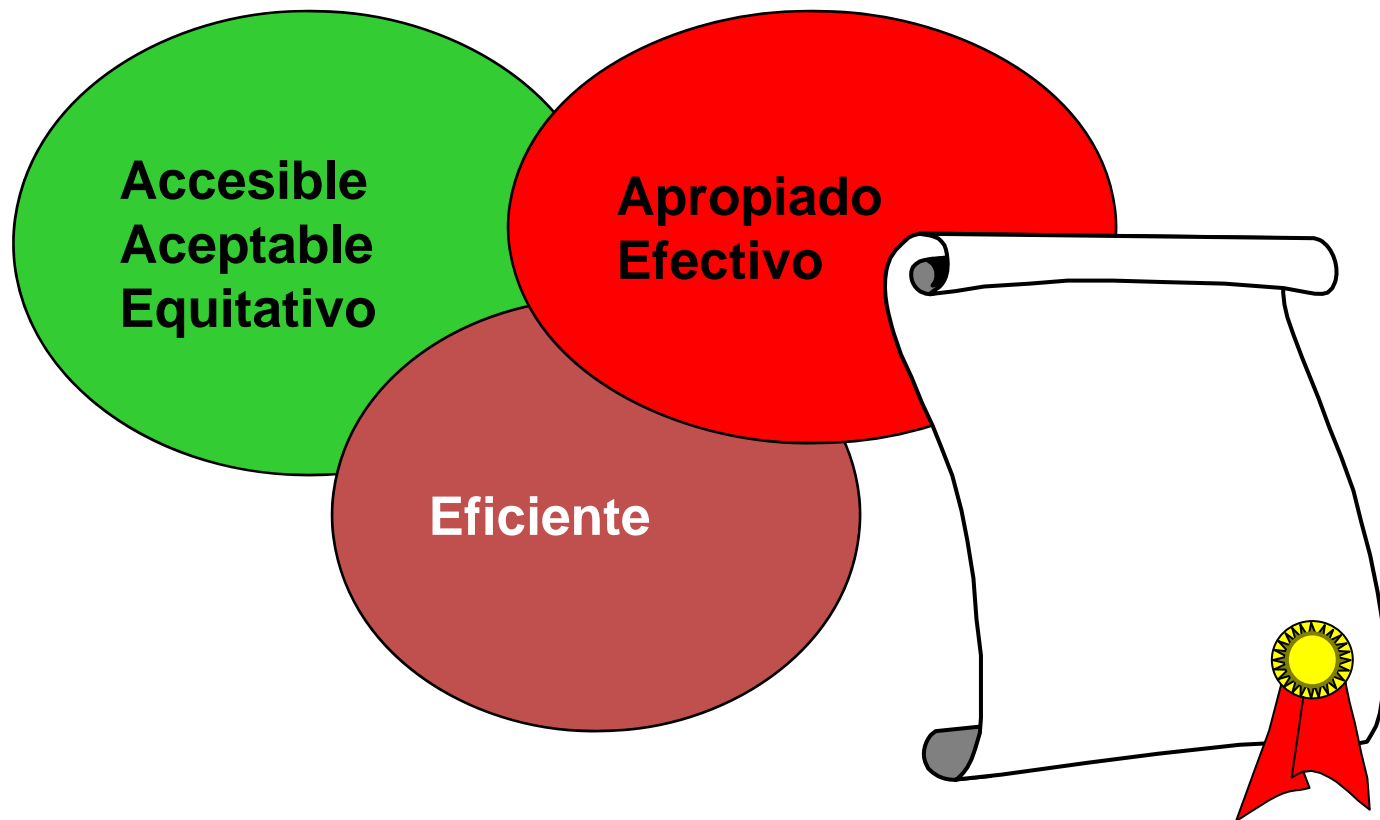 Accesible
Aceptable
Equitativo
Apropiado
Efectivo
Eficiente